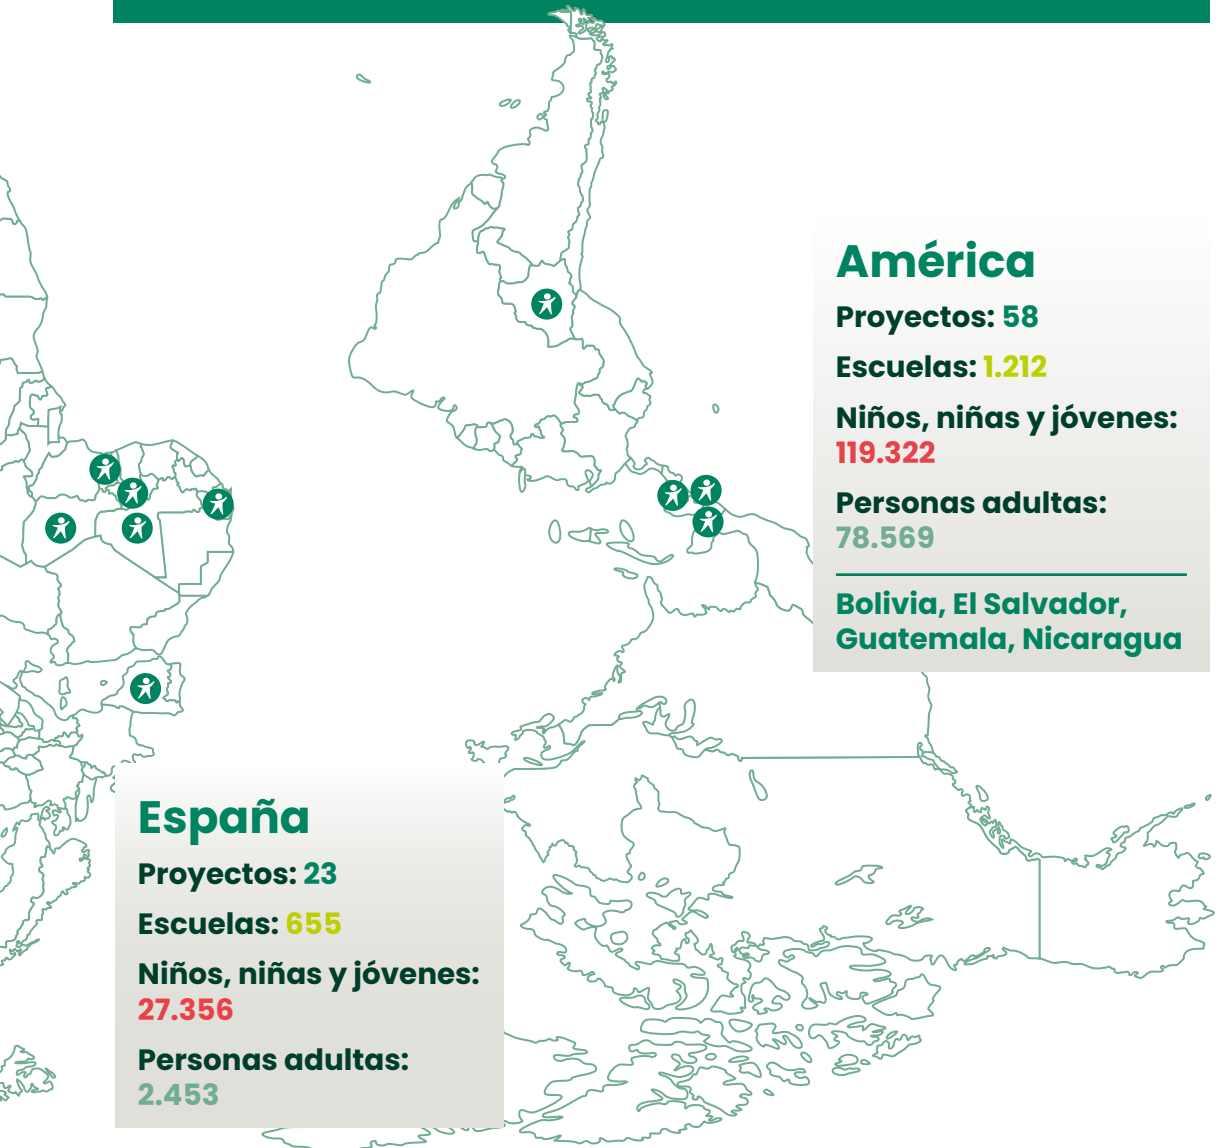 América
Proyectos: 58
Escuelas: 1.212
Niños, niñas y jóvenes:
119.322
Personas adultas:
78.569
Bolivia, El Salvador,
Guatemala, Nicaragua
España
Proyectos: 23
Escuelas: 655
Niños, niñas y jóvenes:
27.356
Personas adultas:
2.453